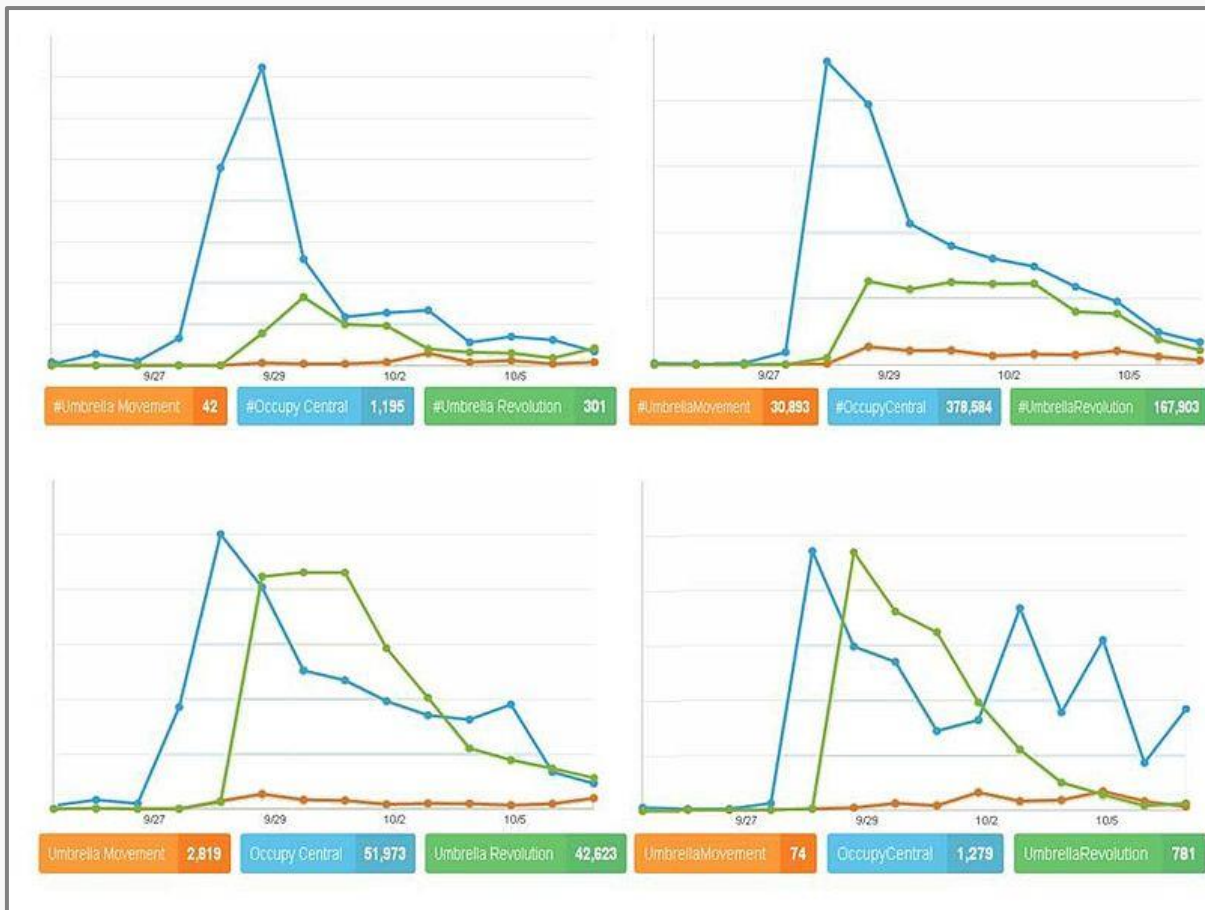 9/27 9/29 10/2 10/5
#Umbrella Movement 42 #Occupy Central 1,195 #Umbrella Revolution 301
9/27 9/29 10/2 10/5
#UmbrellaMovement 30,893 #OccupyCentral 378,584 #UmbrellaRevolution 167,903
9/27 9/29 10/2 10/5
Umbrella Movement 2,819 Occupy Central 51,973 Umbrella Revolution 42,623
9/27 9/29 10/2 10/5
UmbrellaMovement 74 OccupyCentral 1,279 UmbrellaRevolution 781